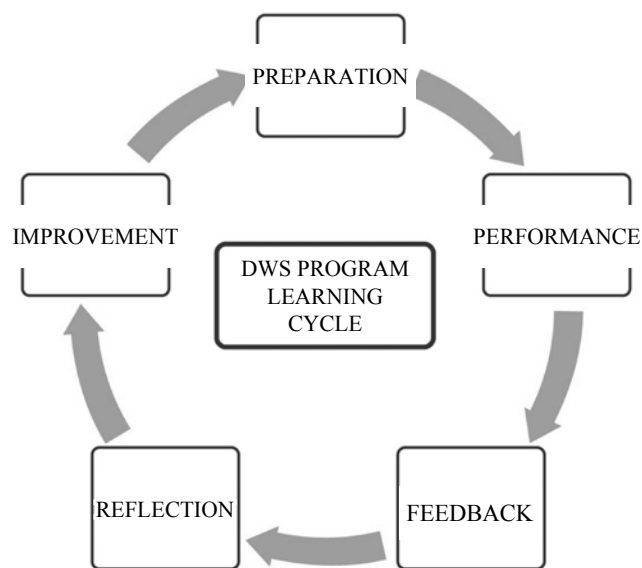 PREPARATION
IMPROVEMENT
PERFORMANCE
DWS PROGRAM
LEARNING
CYCLE
REFLECTION
FEEDBACK